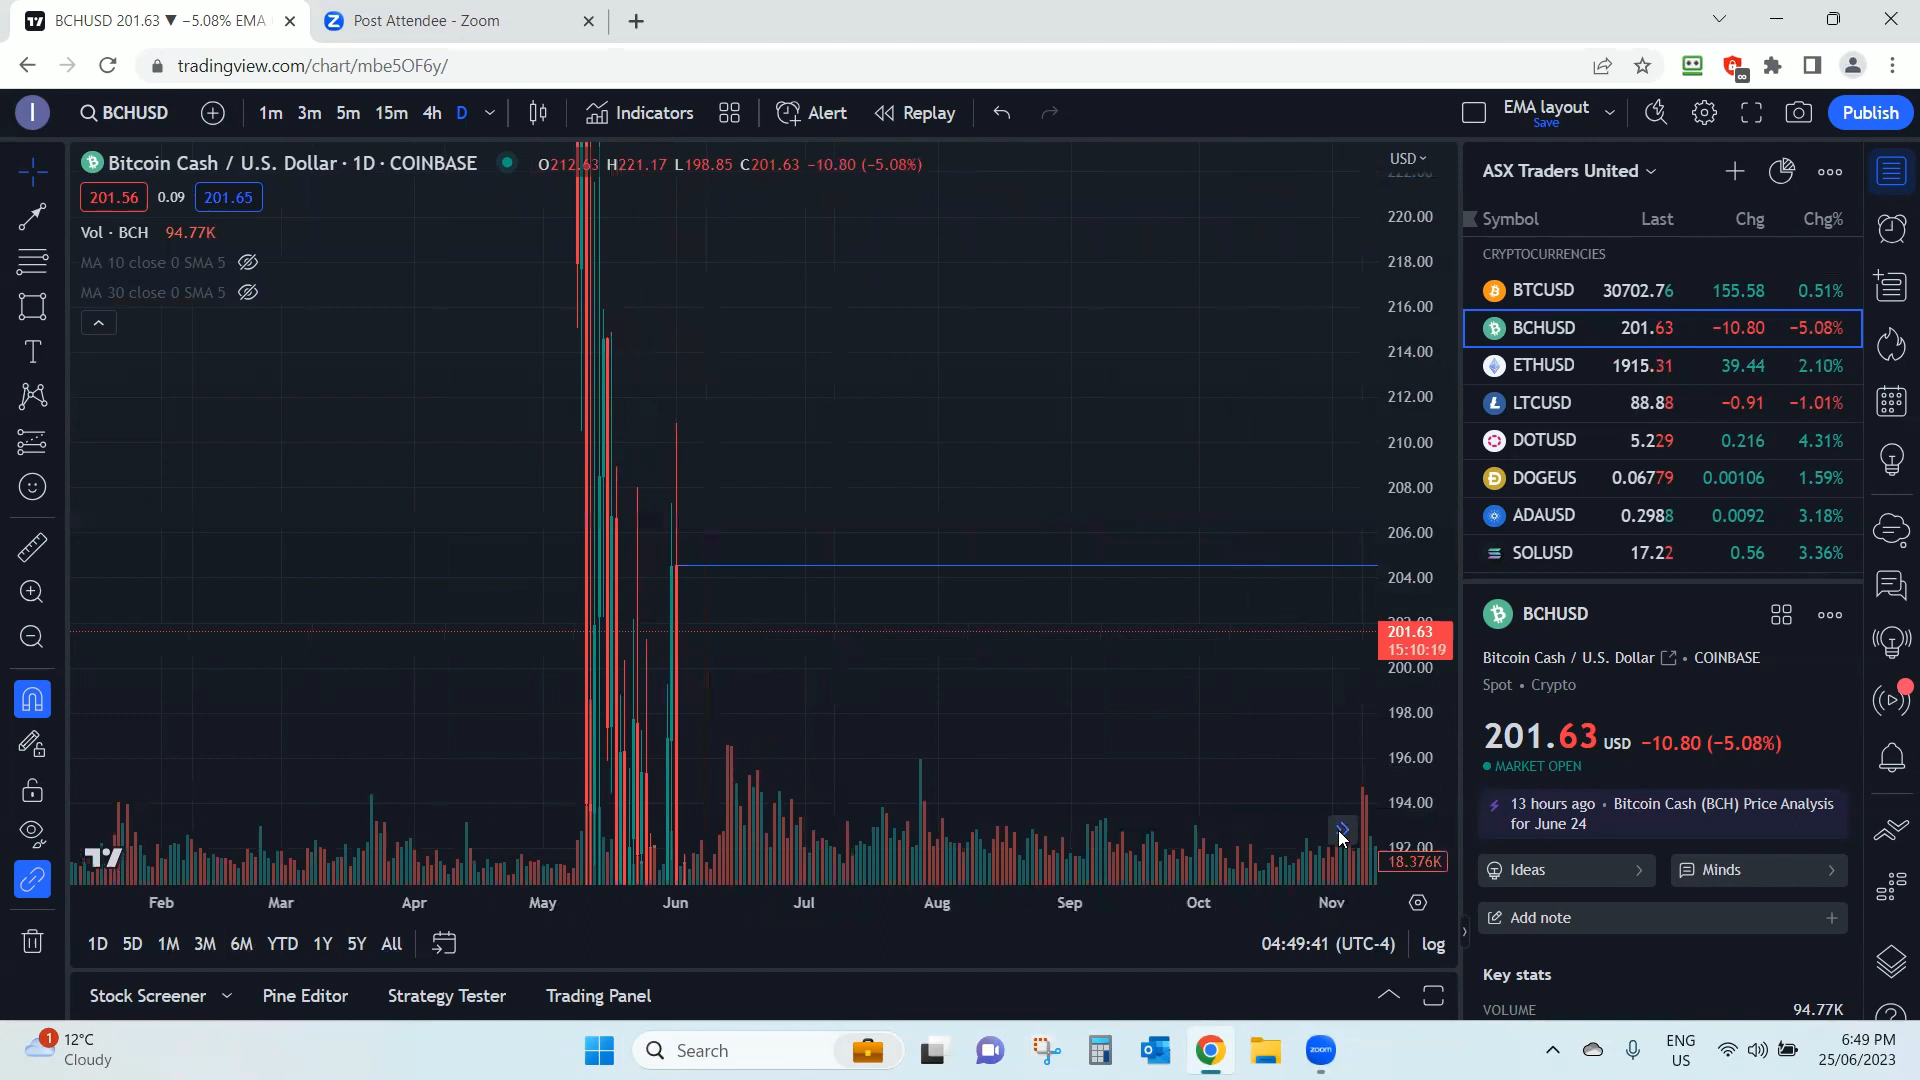 BCHUSD 201.63 ▼ −5.08% EMA
Post Attendee - Zoom
tradingview.com/chart/mbe5OF6y/
I
BCHUSD
1m 3m 5m 15m 4h D
Indicators
Alert
Replay
EMA layout
Save
Publish
Bitcoin Cash / U.S. Dollar · 1D · COINBASE
O212.63 H221.17 L198.85 C201.63 −10.80 (−5.08%)
201.56 0.09 201.65
Vol · BCH 94.77K
MA 10 close 0 SMA 5
MA 30 close 0 SMA 5
USD
222.00
220.00
218.00
216.00
214.00
212.00
210.00
208.00
206.00
204.00
202.00
201.63
15:10:19
200.00
198.00
196.00
194.00
192.00
18.376K
Feb Mar Apr May Jun Jul Aug Sep Oct Nov
1D 5D 1M 3M 6M YTD 1Y 5Y All
04:49:41 (UTC-4) log
Stock Screener Pine Editor Strategy Tester Trading Panel
ASX Traders United
Symbol Last Chg Chg%
CRYPTOCURRENCIES
BTCUSD 30702.76 155.58 0.51%
BCHUSD 201.63 −10.80 −5.08%
ETHUSD 1915.31 39.44 2.10%
LTCUSD 88.88 −0.91 −1.01%
DOTUSD 5.229 0.216 4.31%
DOGEUS 0.06779 0.00106 1.59%
ADAUSD 0.2988 0.0092 3.18%
SOLUSD 17.22 0.56 3.36%
BCHUSD
Bitcoin Cash / U.S. Dollar • COINBASE
Spot • Crypto
201.63 USD −10.80 (−5.08%)
MARKET OPEN
13 hours ago • Bitcoin Cash (BCH) Price Analysis
for June 24
Ideas
Minds
Add note
Key stats
VOLUME 94.77K
1
12°C
Cloudy
Search
zoom
ENG
US
6:49 PM
25/06/2023